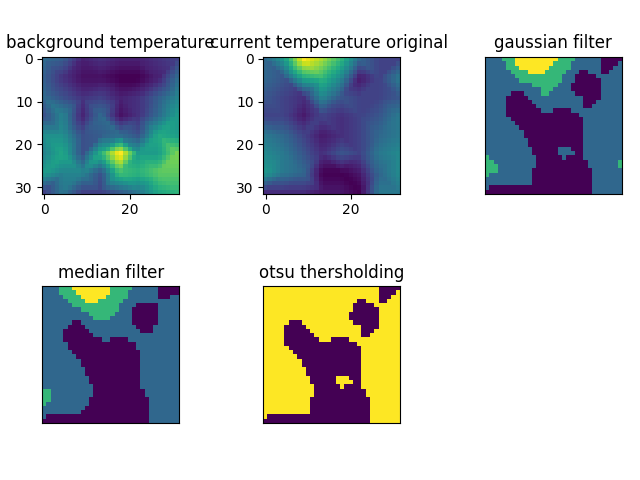 background temperature
current temperature original
gaussian filter
0
10
20
30
0
20
0
10
20
30
0
20
median filter
otsu thersholding